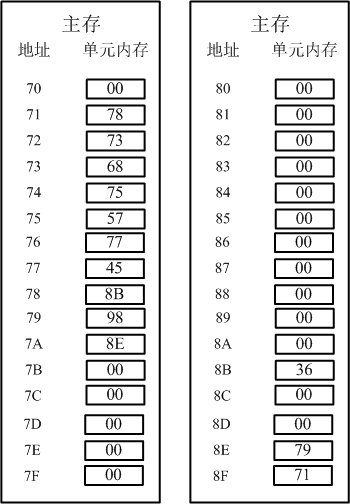 主存
地址 单元内存
70 00
71 78
72 73
73 68
74 75
75 57
76 77
77 45
78 8B
79 98
7A 8E
7B 00
7C 00
7D 00
7E 00
7F 00
主存
地址 单元内存
80 00
81 00
82 00
83 00
84 00
85 00
86 00
87 00
88 00
89 00
8A 00
8B 36
8C 00
8D 00
8E 79
8F 71